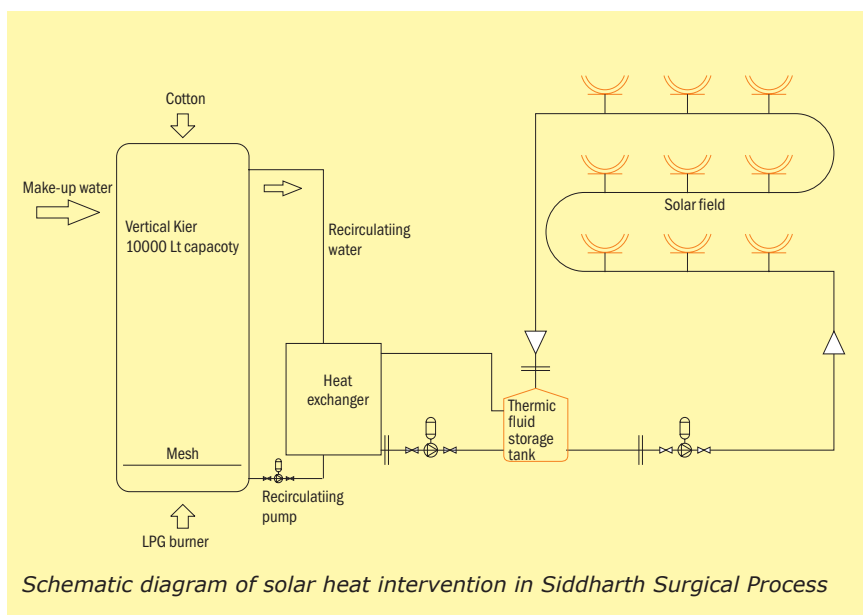 Cotton
Make-up water
Vertical Kier
10000 Lt capacoty
Recirculatiing
water
Solar field
Heat
exchanger
Thermic
fluid
storage
tank
Mesh
Recirculatiing
pump
LPG burner
Schematic diagram of solar heat intervention in Siddharth Surgical Process